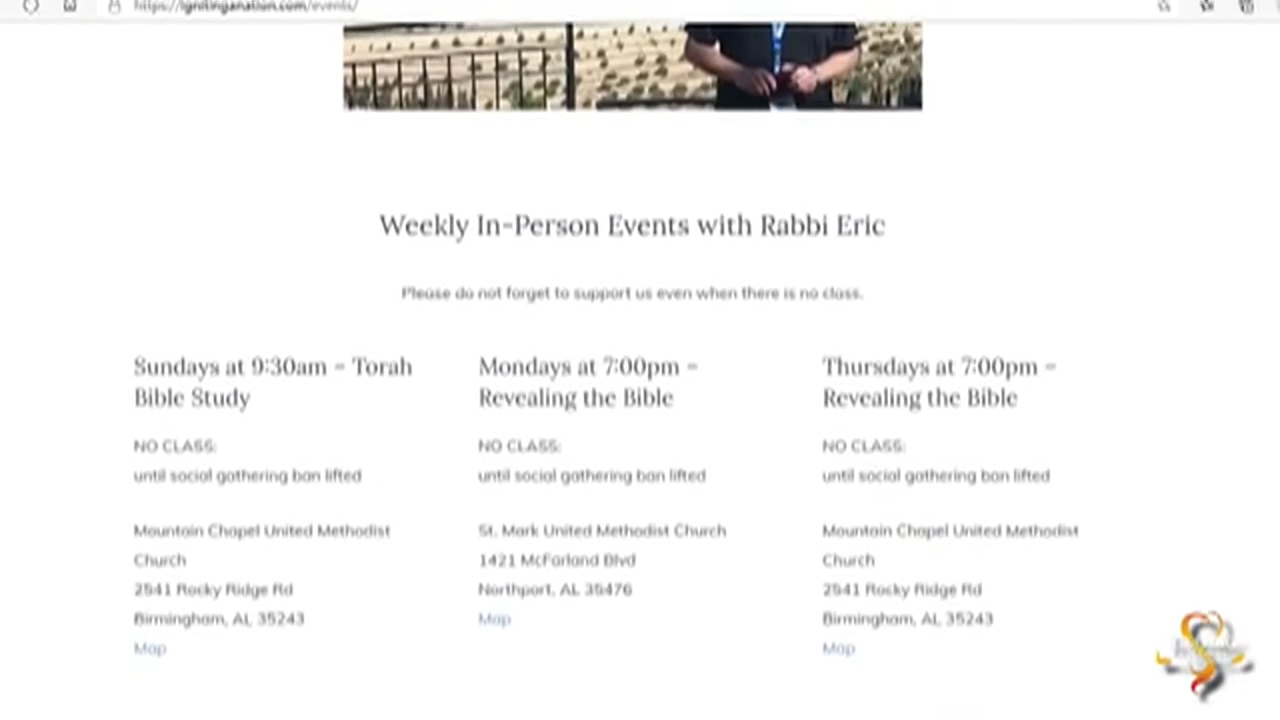 https://ignitinganation.com/events/
Weekly In-Person Events with Rabbi Eric
Please do not forget to support us even when there is no class.
Sundays at 9:30am - Torah
Bible Study
NO CLASS:
until social gathering ban lifted
Mountain Chapel United Methodist
Church
2541 Rocky Ridge Rd
Birmingham, AL 35243
Map
Mondays at 7:00pm -
Revealing the Bible
NO CLASS:
until social gathering ban lifted
St. Mark United Methodist Church
1421 McFarland Blvd
Northport, AL 35476
Map
Thursdays at 7:00pm -
Revealing the Bible
NO CLASS:
until social gathering ban lifted
Mountain Chapel United Methodist
Church
2541 Rocky Ridge Rd
Birmingham, AL 35243
Map